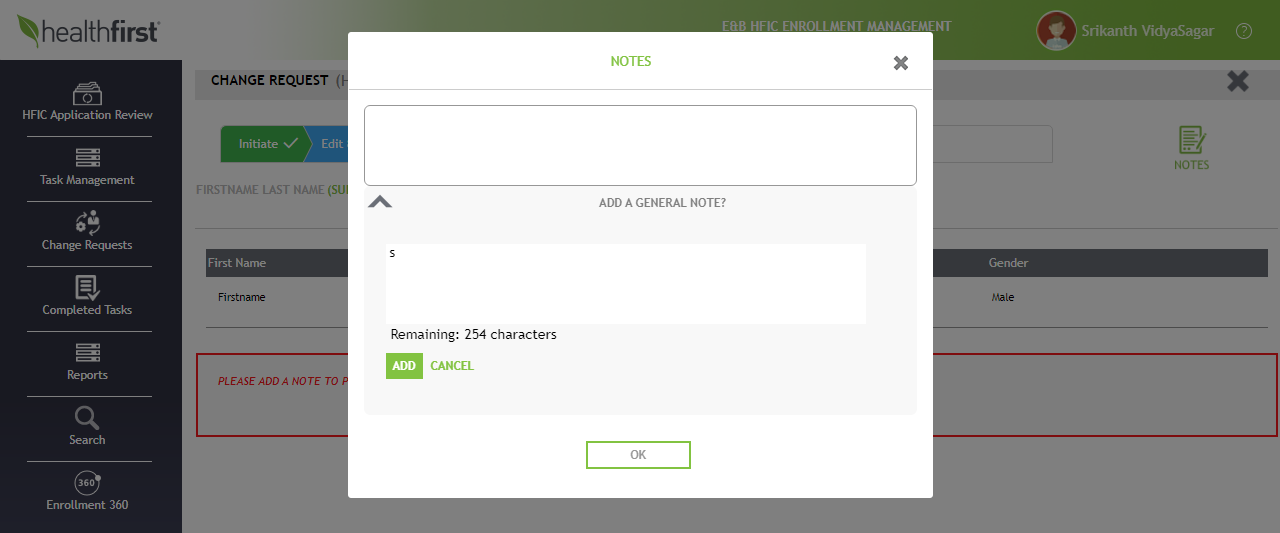 healthfirst
E&B HFIC ENROLLMENT MANAGEMENT
Srikanth VidyaSagar
?
HFIC Application Review
Task Management
Change Requests
Completed Tasks
Reports
Search
360°
Enrollment 360
CHANGE REQUEST (H
Initiate
Edit
NOTES
FIRSTNAME LAST NAME (SU
First Name
Gender
Firstname
Male
PLEASE ADD A NOTE TO P
NOTES
ADD A GENERAL NOTE?
s
Remaining: 254 characters
ADD CANCEL
OK